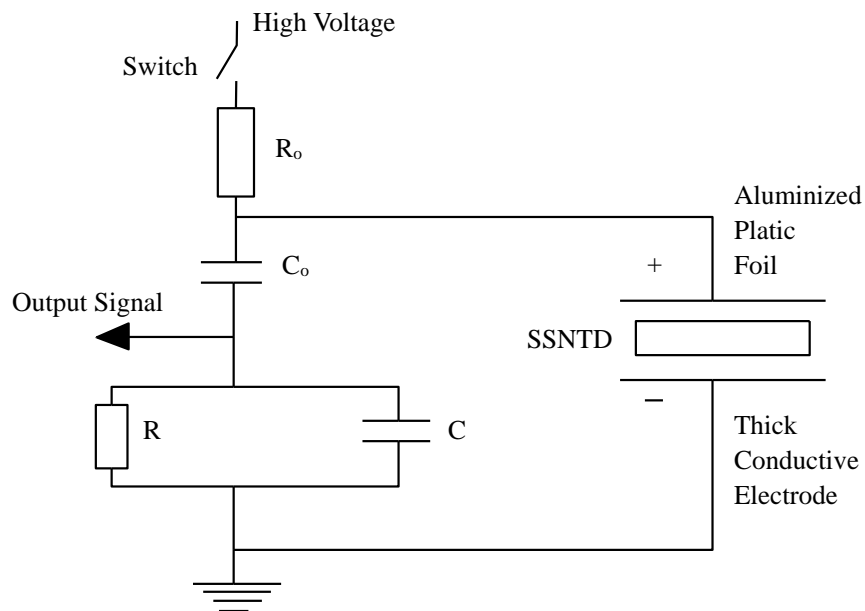 High Voltage
Switch
Rₒ
Aluminized
Platic
Foil
Cₒ
+
Output Signal
SSNTD
–
R
C
Thick
Conductive
Electrode